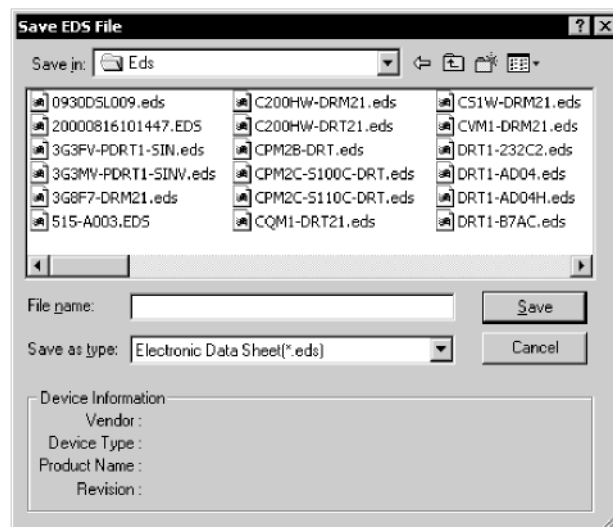 Save EDS File
Save in: Eds
0930DSL009.eds C200HW-DRM21.eds CS1W-DRM21.eds
20000816101447.EDS C200HW-DRT21.eds CVM1-DRM21.eds
3G3FV-PDRT1-SIN.eds CPM2B-DRT.eds DRT1-232C2.eds
3G3MV-PDRT1-SINV.eds CPM2C-S100C-DRT.eds DRT1-AD04.eds
3G8F7-DRM21.eds CPM2C-S110C-DRT.eds DRT1-AD04H.eds
515-A003.EDS CQM1-DRT21.eds DRT1-B7AC.eds
File name: Save
Save as type: Electronic Data Sheet(*.eds) Cancel
Device Information
Vendor :
Device Type :
Product Name :
Revision :